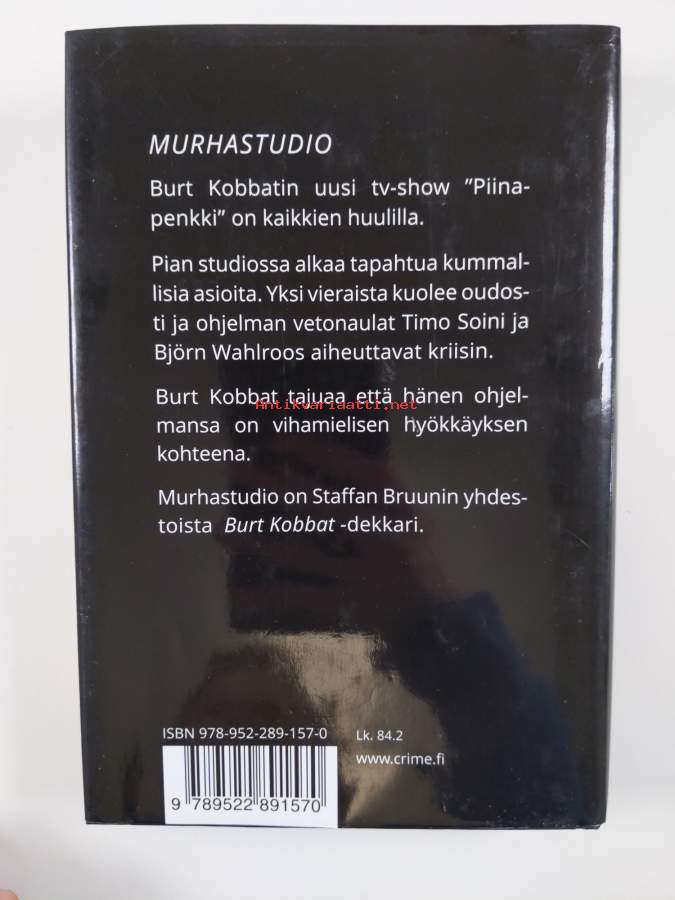 MURHASTUDIO
Burt Kobbatin uusi tv-show ”Piina-
penkki” on kaikkien huulilla.
Pian studiossa alkaa tapahtua kummal-
lisia asioita. Yksi vieraista kuolee oudos-
ti ja ohjelman vetonaulat Timo Soini ja
Björn Wahlroos aiheuttavat kriisin.
Burt Kobbat tajuaa että hänen ohjel-
Antikvariaatti.net
mansa on vihamielisen hyökkäyksen
kohteena.
Murhastudio on Staffan Bruunin yhdes-
toista Burt Kobbat -dekkari.
ISBN 978-952-289-157-0 Lk. 84.2
www.crime.fi
9 789522 891570